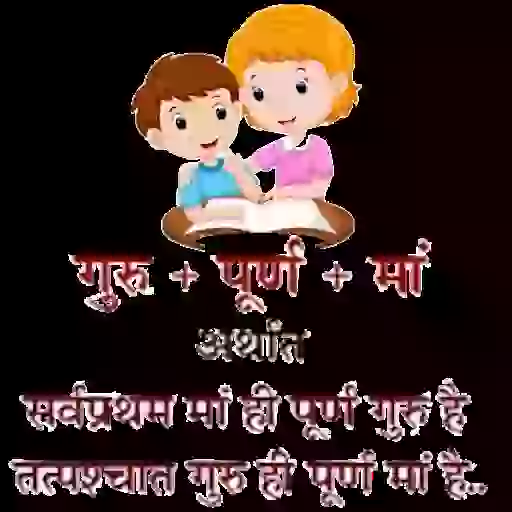 गुरु + पूर्ण + मां
अर्थात
सर्वप्रथम मां ही पूर्ण गुरु है
तत्पश्चात गुरु ही पूर्ण मां है..